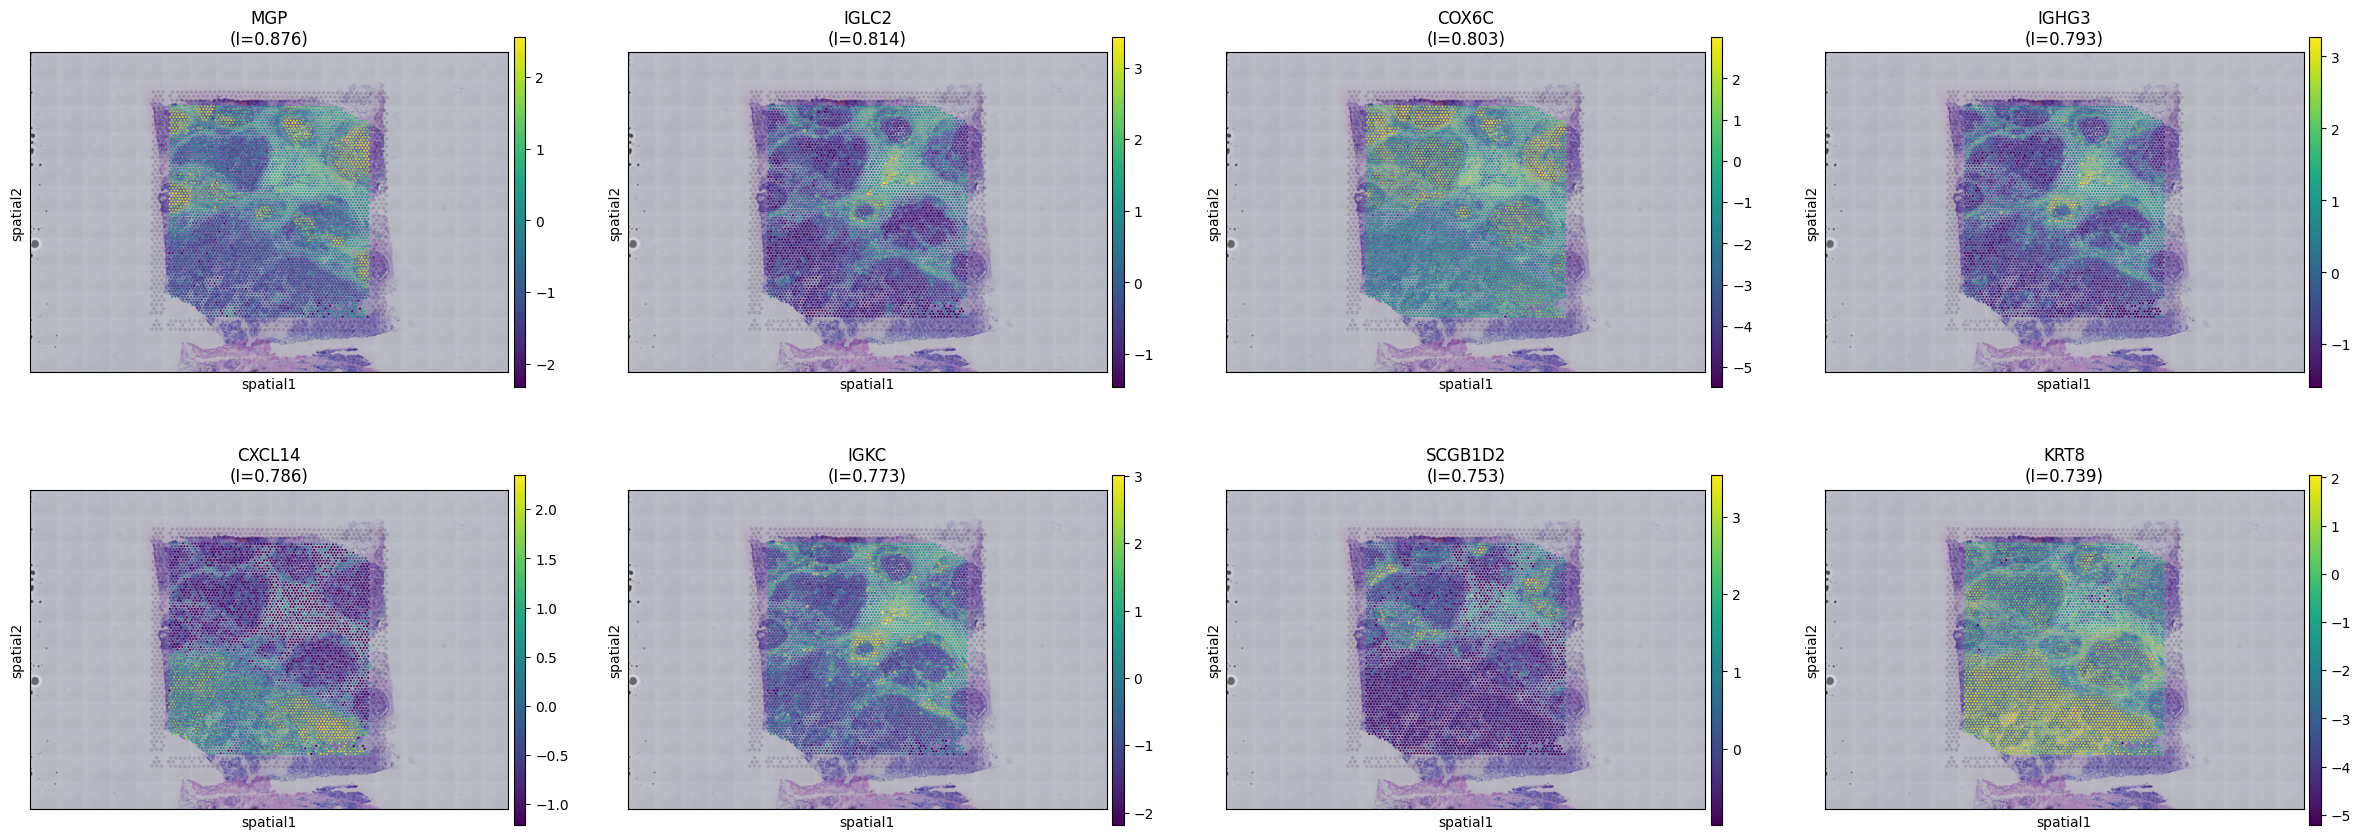 MGP
(I=0.876)
IGLC2
(I=0.814)
COX6C
(I=0.803)
IGHG3
(I=0.793)
spatial2
spatial1
2
1
0
−1
−2
spatial2
spatial1
3
2
1
0
−1
spatial2
spatial1
2
1
0
−1
−2
−3
−4
−5
spatial2
spatial1
3
2
1
0
−1
CXCL14
(I=0.786)
IGKC
(I=0.773)
SCGB1D2
(I=0.753)
KRT8
(I=0.739)
spatial2
spatial1
2.0
1.5
1.0
0.5
0.0
−0.5
−1.0
spatial2
spatial1
3
2
1
0
−1
−2
spatial2
spatial1
3
2
1
0
spatial2
spatial1
2
1
0
−1
−2
−3
−4
−5